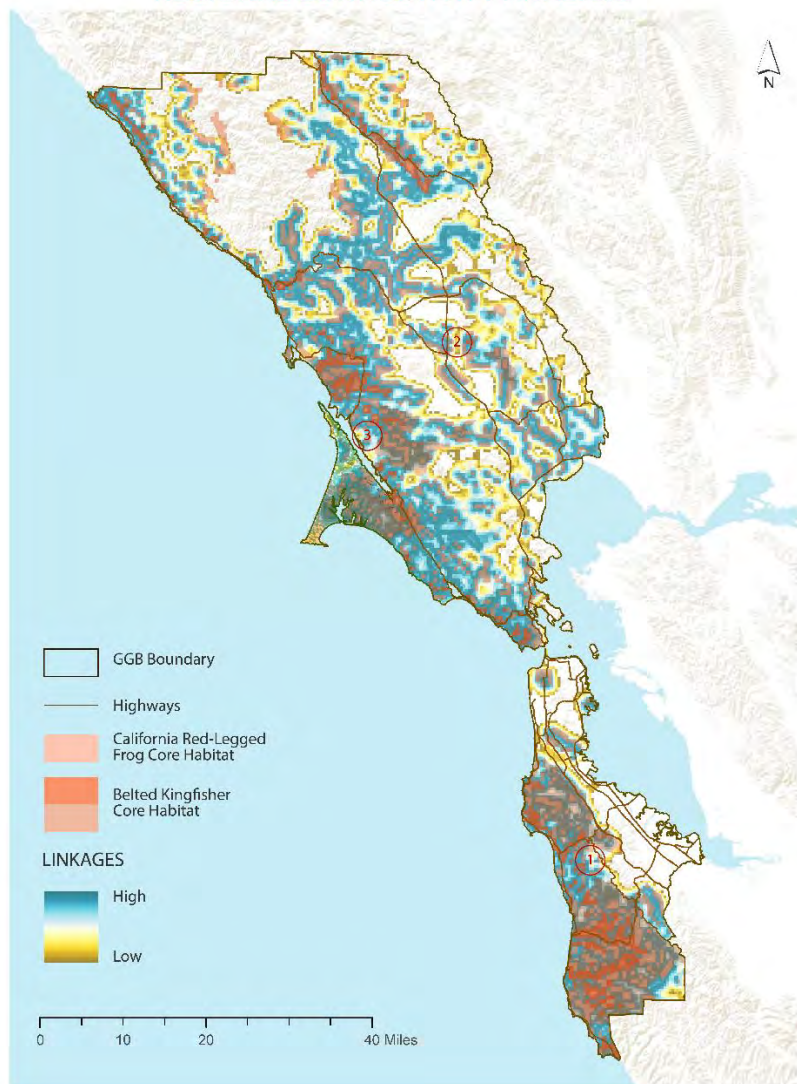 N
2
3
1
GGB Boundary
Highways
California Red-Legged
Frog Core Habitat
Belted Kingfisher
Core Habitat
LINKAGES
High
Low
0 10 20 40 Miles